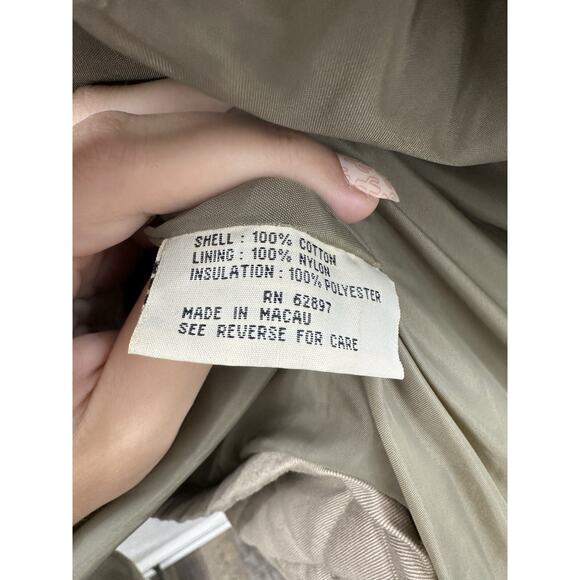 SHELL : 100% COTTON
LINING : 100% NYLON
INSULATION : 100% POLYESTER
RN 62897
MADE IN MACAU
SEE REVERSE FOR CARE